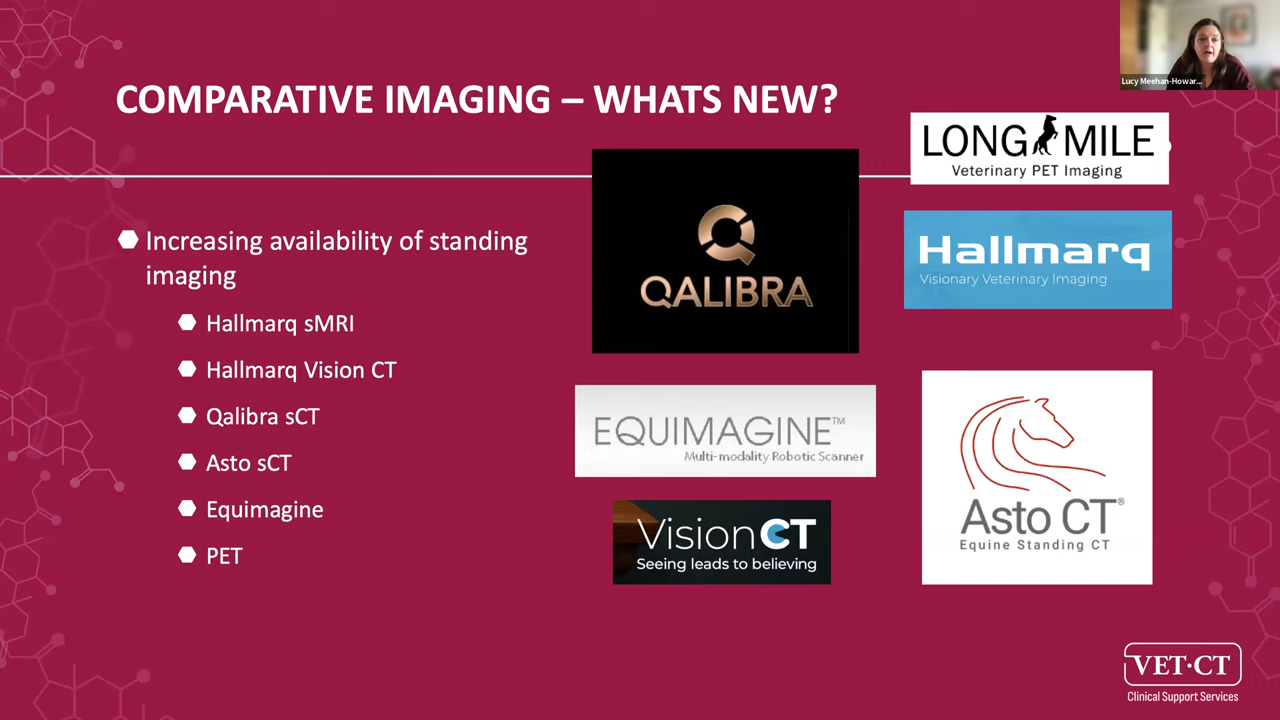 Lucy Meehan-Howar...
COMPARATIVE IMAGING – WHATS NEW?
Increasing availability of standing
imaging
Hallmarq sMRI
Hallmarq Vision CT
Qalibra sCT
Asto sCT
Equimagine
PET
QALIBRA
LONG MILE
Veterinary PET Imaging
Hallmarq
Visionary Veterinary Imaging
EQUIMAGINE™
Multi-modality Robotic Scanner
Vision CT
Seeing leads to believing
Asto CT®
Equine Standing CT
VET·CT
Clinical Support Services